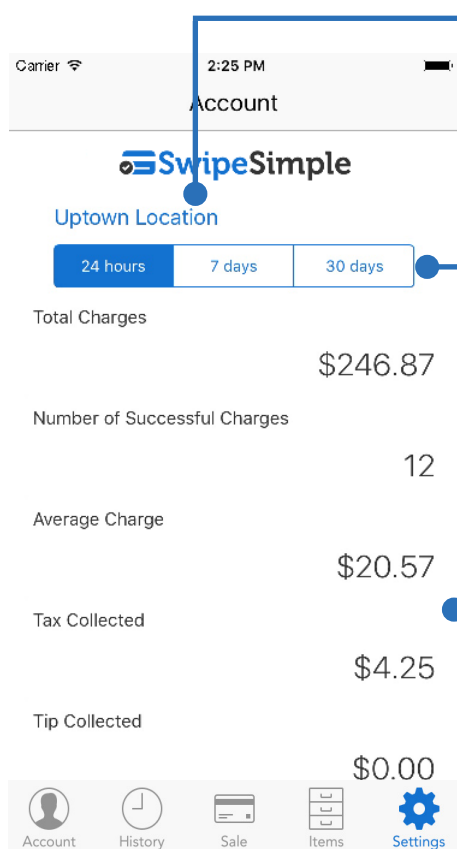 Carrier 2:25 PM
Account
SwipeSimple
Uptown Location
24 hours 7 days 30 days
Total Charges
$246.87
Number of Successful Charges
12
Average Charge
$20.57
Tax Collected
$4.25
Tip Collected
$0.00
Account History Sale Items Settings